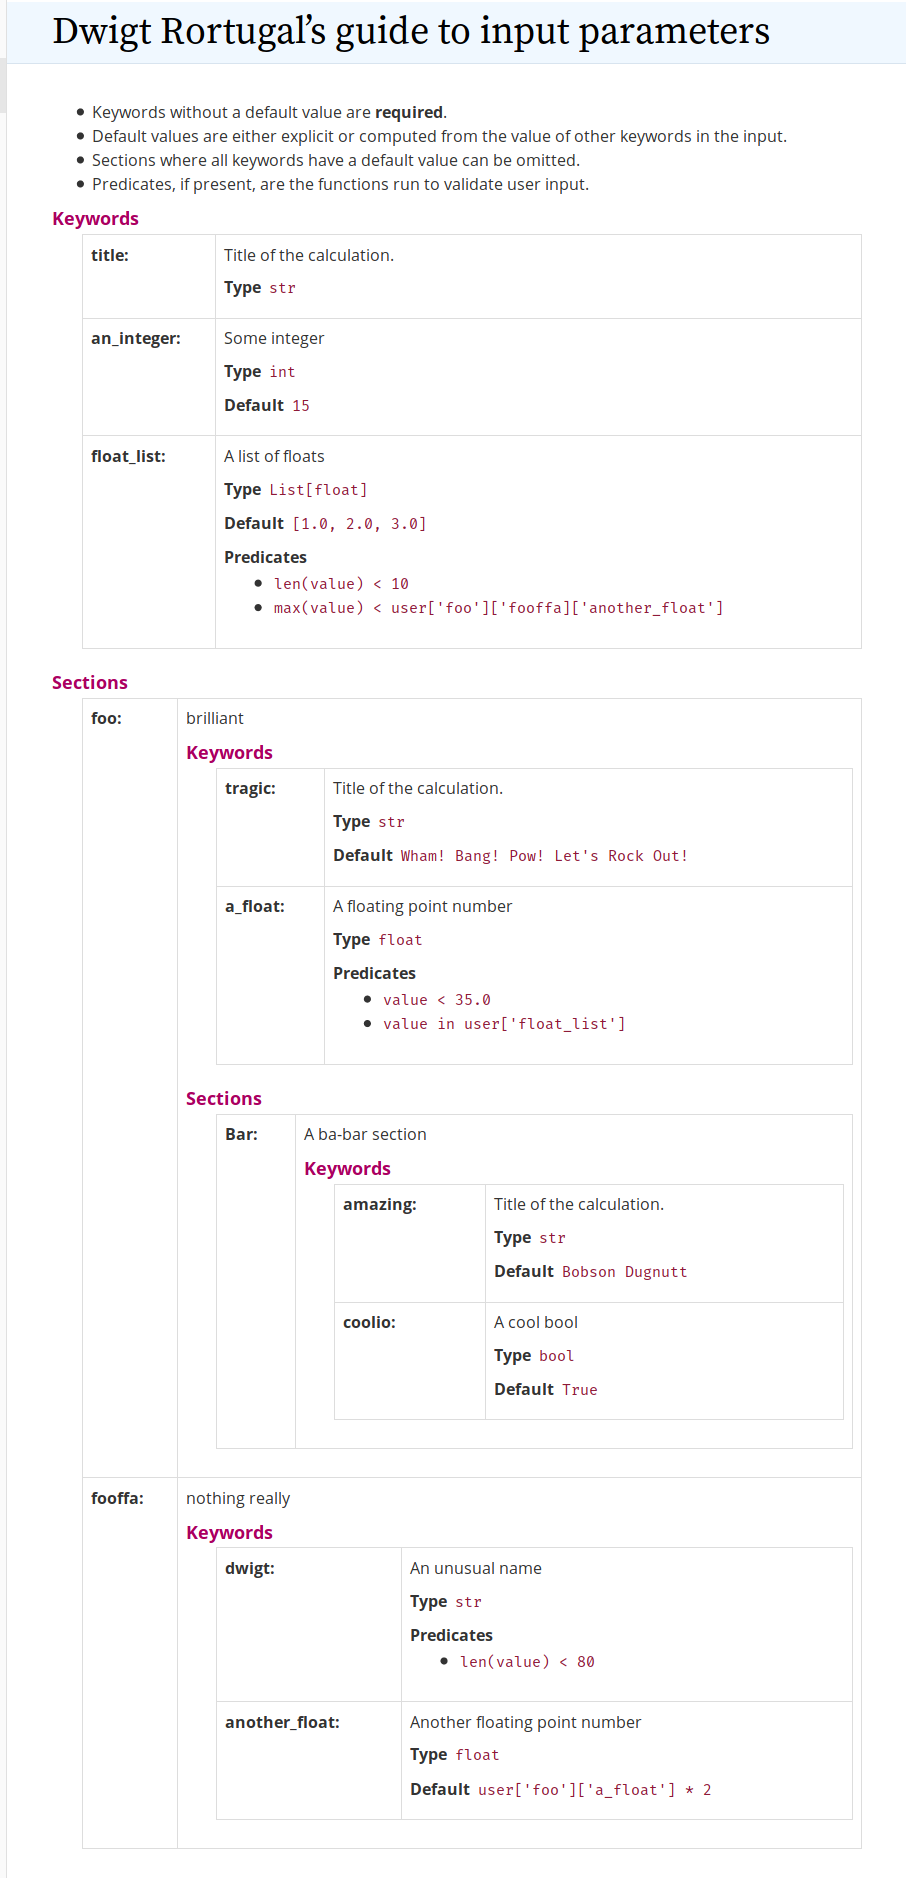 Dwigt Rortugal’s guide to input parameters
• Keywords without a default value are required.
• Default values are either explicit or computed from the value of other keywords in the input.
• Sections where all keywords have a default value can be omitted.
• Predicates, if present, are the functions run to validate user input.
Keywords
title: Title of the calculation.
Type str
an_integer: Some integer
Type int
Default 15
float_list: A list of floats
Type List[float]
Default [1.0, 2.0, 3.0]
Predicates
• len(value) < 10
• max(value) < user['foo']['fooffa]['another_float']
Sections
foo: brilliant
Keywords
tragic: Title of the calculation.
Type str
Default Wham! Bang! Pow! Let's Rock Out!
a_float: A floating point number
Type float
Predicates
• value < 35.0
• value in user['float_list']
Sections
Bar: A ba-bar section
Keywords
amazing: Title of the calculation.
Type str
Default Bobson Dugnutt
coolio: A cool bool
Type bool
Default True
fooffa: nothing really
Keywords
dwigt: An unusual name
Type str
Predicates
• len(value) < 80
another_float: Another floating point number
Type float
Default user['foo']['a_float'] * 2